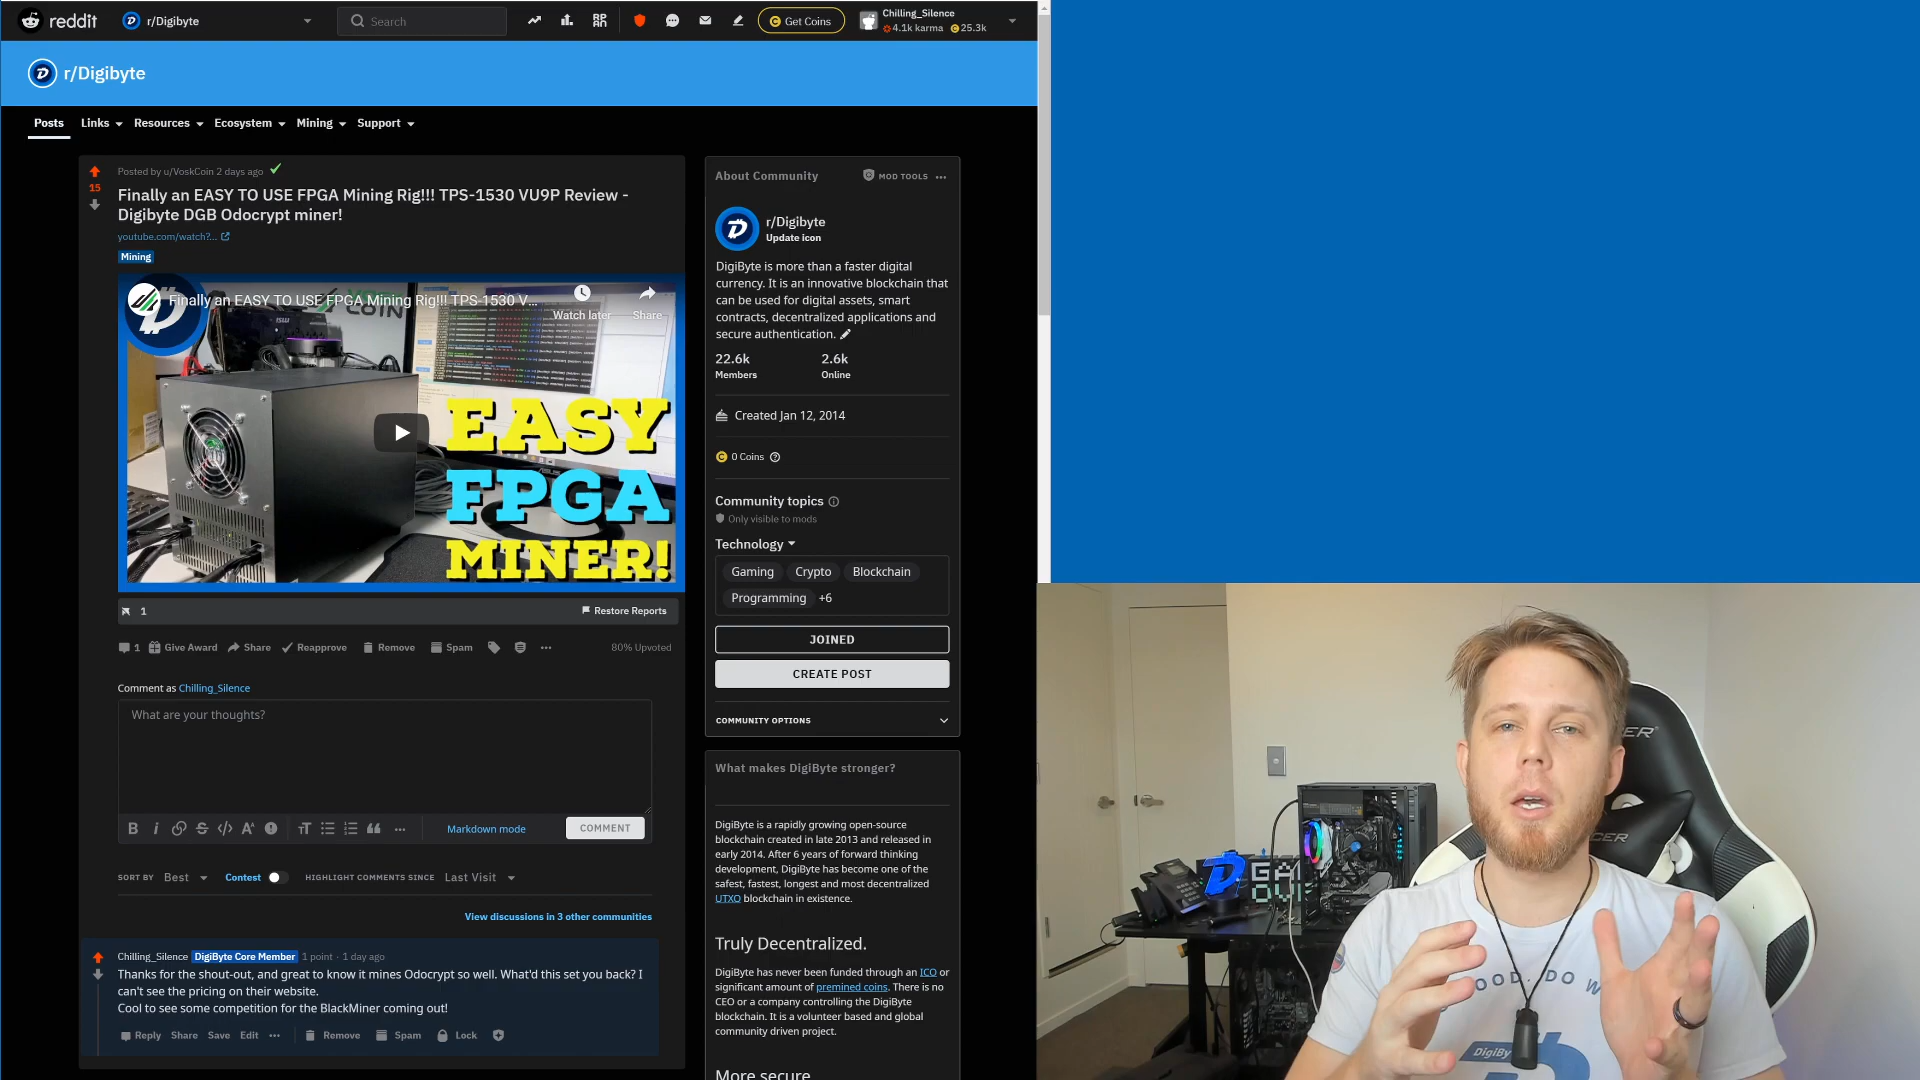 reddit
r/Digibyte
Search
Get Coins
Chilling_Silence
4.1k karma 25.3k
r/Digibyte
Posts Links Resources Ecosystem Mining Support
15
Posted by u/VoskCoin 2 days ago
Finally an EASY TO USE FPGA Mining Rig!!! TPS-1530 VU9P Review -
Digibyte DGB Odocrypt miner!
youtube.com/watch?...
Mining
Finally an EASY TO USE FPGA Mining Rig!!! TPS-1530 V...
Watch later Share
EASY
FPGA
MINER!
1
Restore Reports
1 Give Award Share Reapprove Remove Spam
80% Upvoted
Comment as Chilling_Silence
What are your thoughts?
Markdown mode
COMMENT
SORT BY Best Contest HIGHLIGHT COMMENTS SINCE Last Visit
View discussions in 3 other communities
Chilling_Silence DigiByte Core Member 1 point · 1 day ago
Thanks for the shout-out, and great to know it mines Odocrypt so well. What'd this set you back? I
can't see the pricing on their website.
Cool to see some competition for the BlackMiner coming out!
Reply Share Save Edit Remove Spam Lock
About Community
MOD TOOLS
r/Digibyte
Update icon
DigiByte is more than a faster digital
currency. It is an innovative blockchain that
can be used for digital assets, smart
contracts, decentralized applications and
secure authentication.
22.6k 2.6k
Members Online
Created Jan 12, 2014
0 Coins
Community topics
Only visible to mods
Technology
Gaming Crypto Blockchain
Programming +6
JOINED
CREATE POST
COMMUNITY OPTIONS
What makes DigiByte stronger?
DigiByte is a rapidly growing open-source
blockchain created in late 2013 and released in
early 2014. After 6 years of forward thinking
development, DigiByte has become one of the
safest, fastest, longest and most decentralized
UTXO blockchain in existence.
Truly Decentralized.
DigiByte has never been funded through an ICO or
significant amount of premined coins. There is no
CEO or a company controlling the DigiByte
blockchain. It is a volunteer based and global
community driven project.
More secure